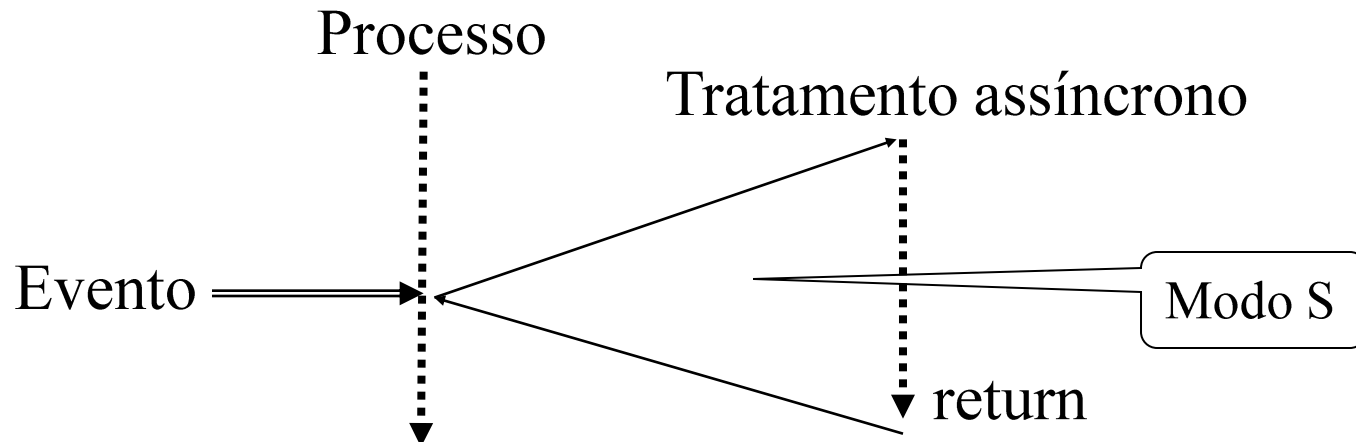 Processo
Tratamento assíncrono
Evento
Modo S
return